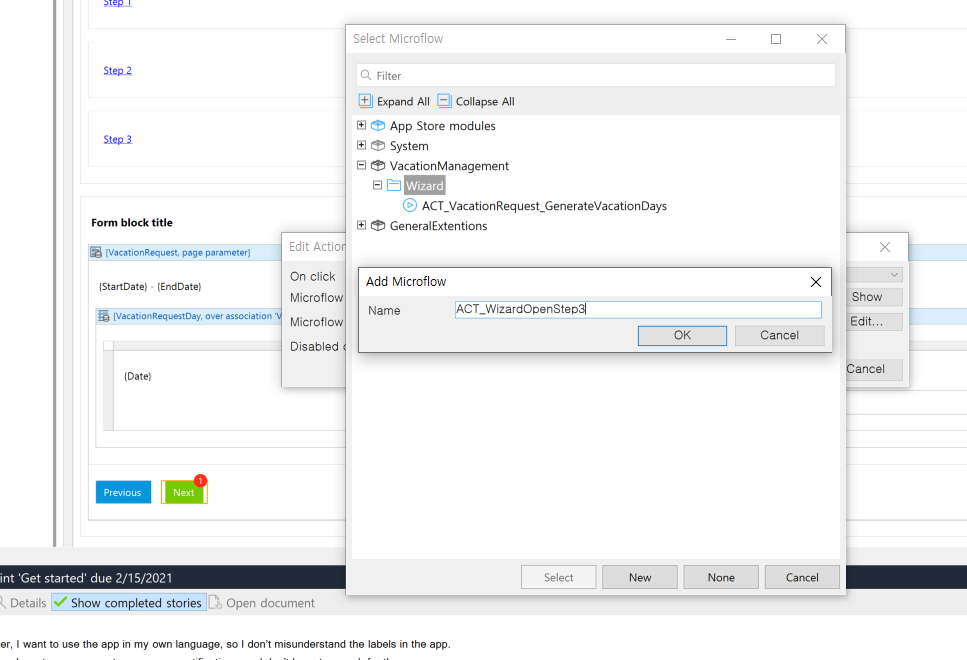 Step 1
Step 2
Step 3
Form block title
[VacationRequest, page parameter]
{StartDate} - {EndDate}
[VacationRequestDay, over association 'V
{Date}
Previous
Next
1
Edit Action
On click
Microflow
Microflow
Disabled
Show
Edit...
Cancel
Select Microflow
Filter
Expand All
Collapse All
App Store modules
System
VacationManagement
Wizard
ACT_VacationRequest_GenerateVacationDays
GeneralExtentions
Add Microflow
Name
ACT_WizardOpenStep3
OK
Cancel
Select
New
None
Cancel
int 'Get started' due 2/15/2021
Details
Show completed stories
Open document
er, I want to use the app in my own language, so I don't misunderstand the labels in the app.